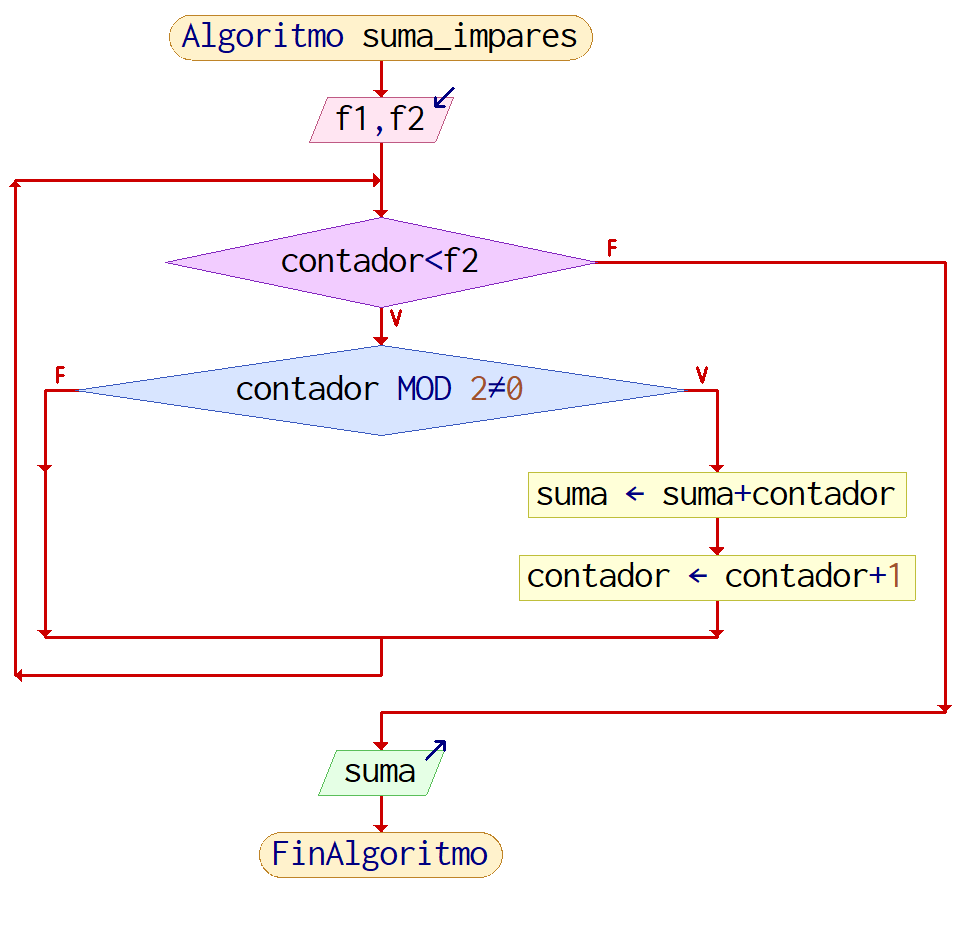 Algoritmo suma_impares
f1,f2
contador<f2
F
V
contador MOD 2≠0
F
V
suma ← suma+contador
contador ← contador+1
suma
FinAlgoritmo